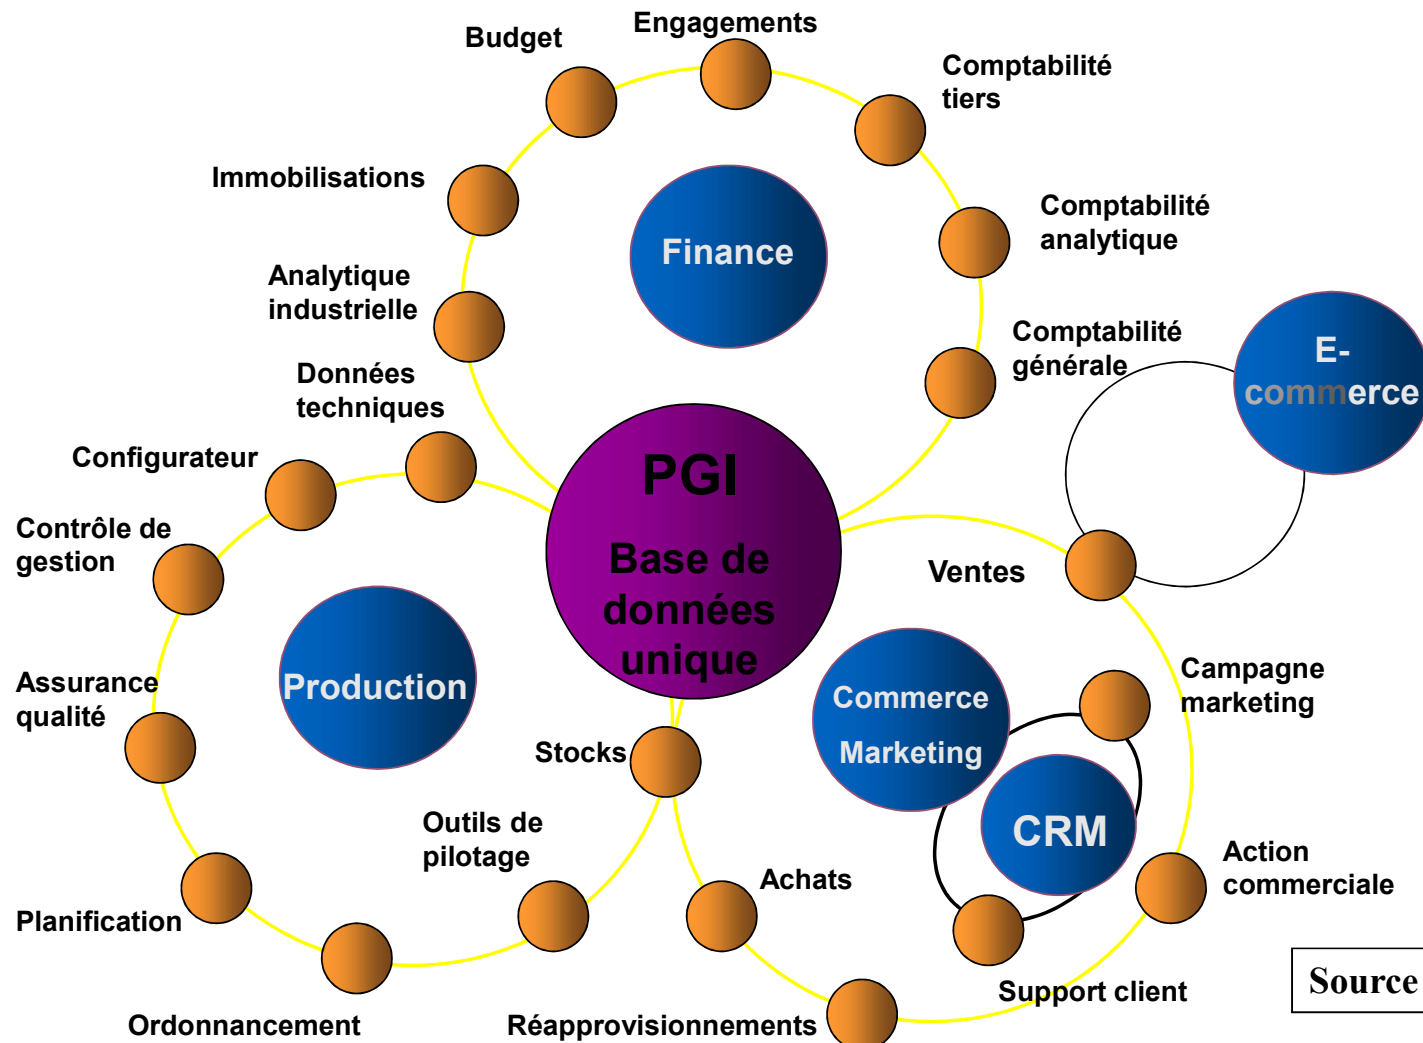 Budget
Engagements
Comptabilité
tiers
Immobilisations
Comptabilité
analytique
Finance
Analytique
industrielle
Comptabilité
générale
E-
commerce
Données
techniques
Configurateur
PGI
Base de
données
unique
Contrôle de
gestion
Ventes
Production
Assurance
qualité
Commerce
Marketing
Campagne
marketing
Stocks
CRM
Outils de
pilotage
Achats
Action
commerciale
Planification
Support client
Source
Ordonnancement
Réapprovisionnements